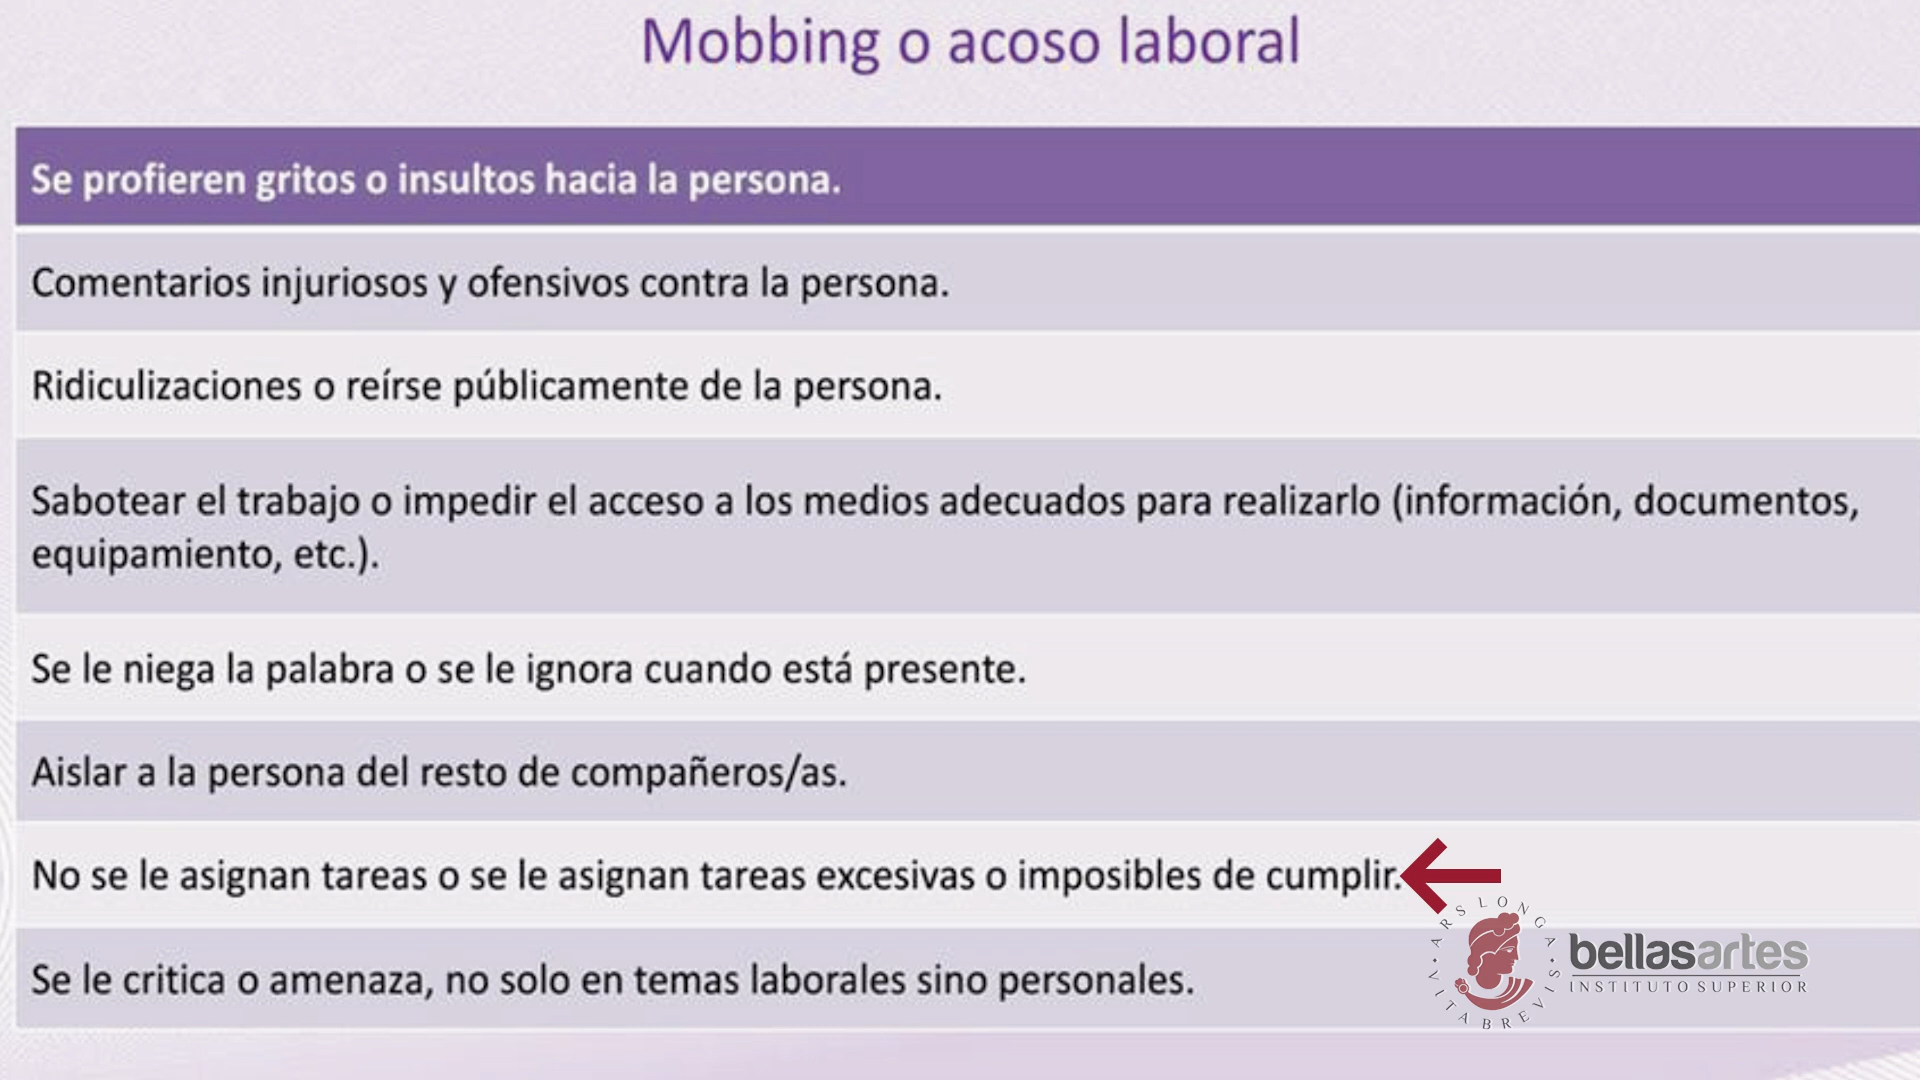 Mobbing o acoso laboral
Se profieren gritos o insultos hacia la persona.
Comentarios injuriosos y ofensivos contra la persona.
Ridiculizaciones o reírse públicamente de la persona.
Sabotear el trabajo o impedir el acceso a los medios adecuados para realizarlo (información, documentos,
equipamiento, etc.).
Se le niega la palabra o se le ignora cuando está presente.
Aislar a la persona del resto de compañeros/as.
No se le asignan tareas o se le asignan tareas excesivas o imposibles de cumplir.
Se le critica o amenaza, no solo en temas laborales sino personales.
ARS LONGA · VITA BREVIS ·
bellasartes
INSTITUTO SUPERIOR